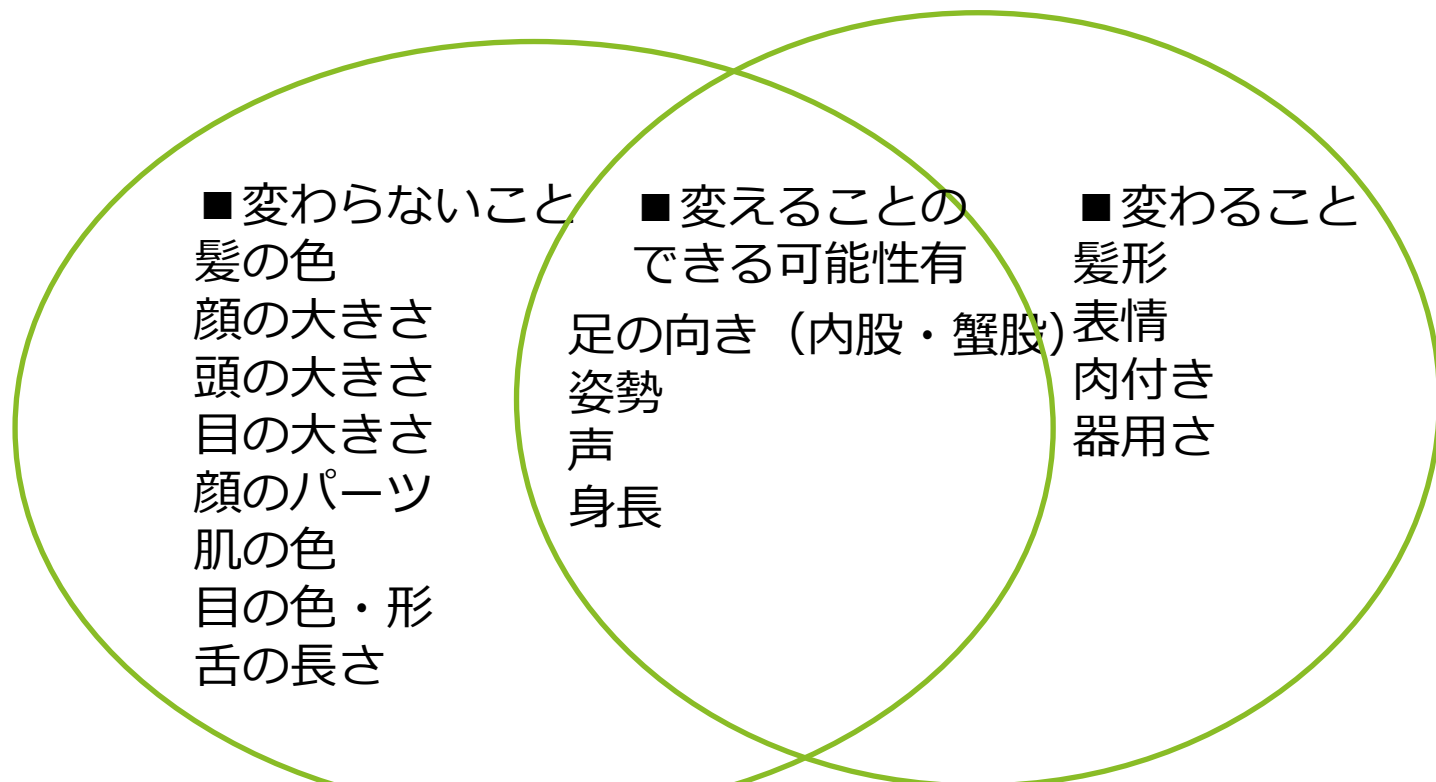 ■変わらないこと
髪の色
顔の大きさ
頭の大きさ
目の大きさ
顔のパーツ
肌の色
目の色・形
舌の長さ
■変えることの
できる可能性有
足の向き（内股・蟹股）
姿勢
声
身長
■変わること
髪形
表情
肉付き
器用さ